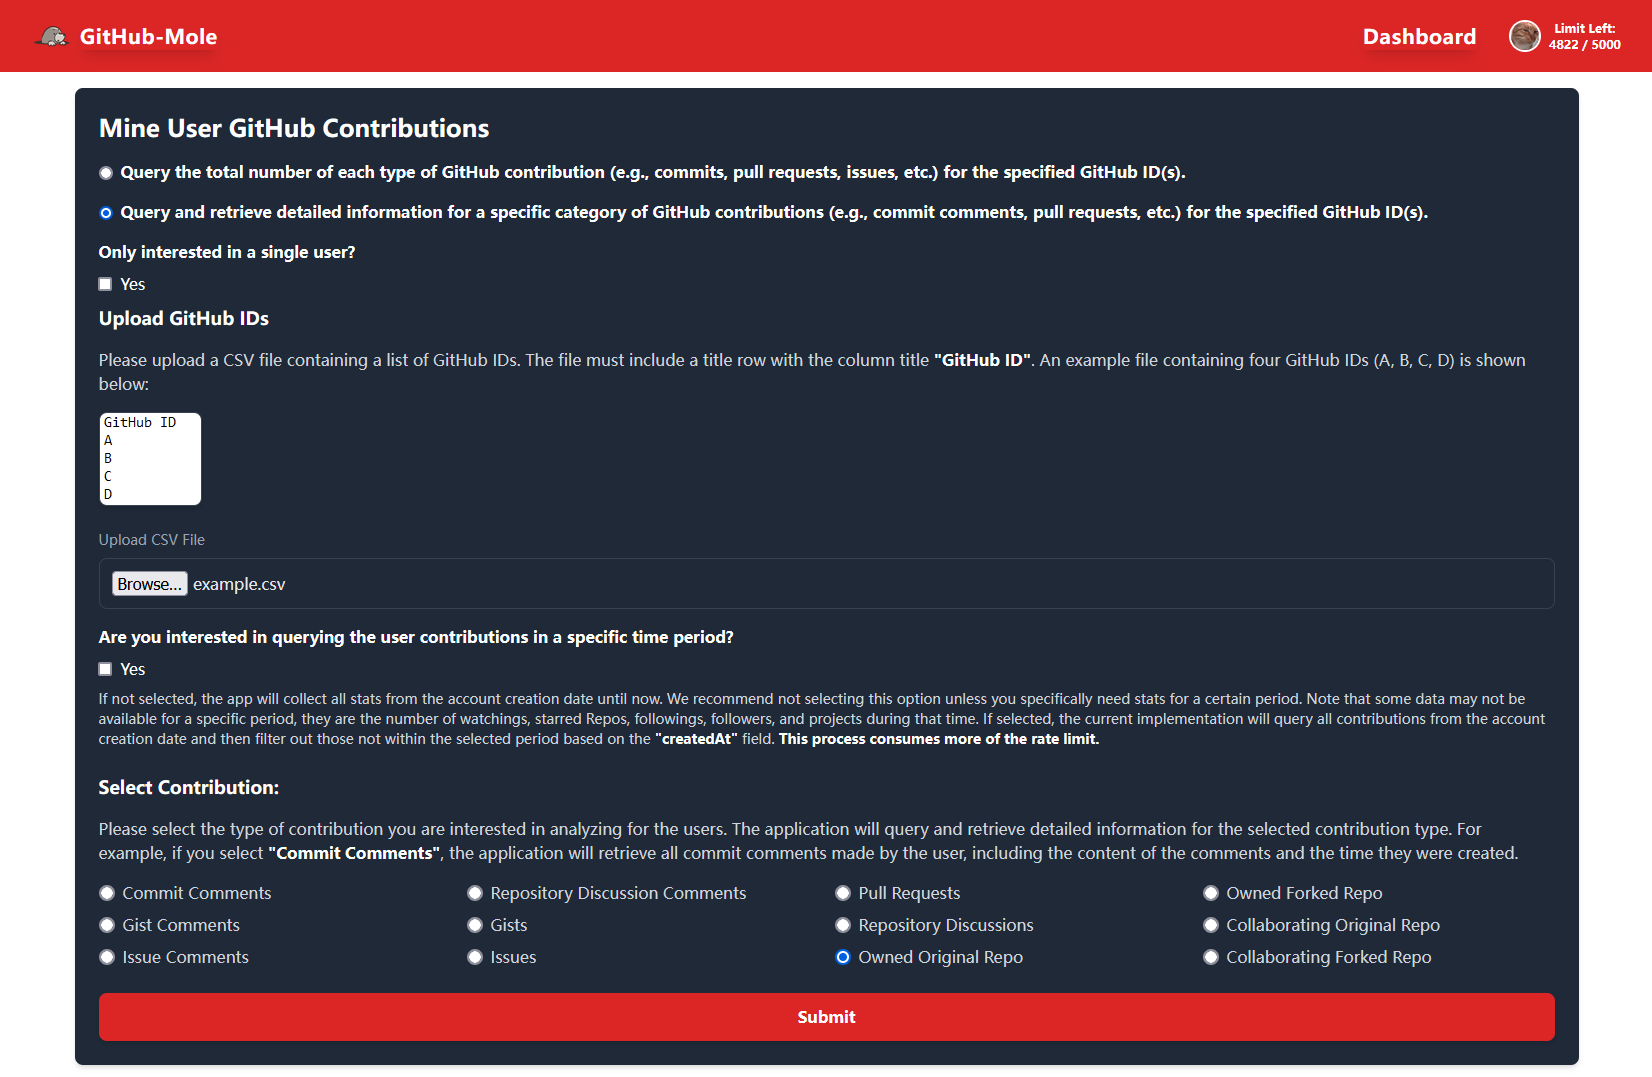 GitHub-Mole
Dashboard
Limit Left:
4822 / 5000
Mine User GitHub Contributions
Query the total number of each type of GitHub contribution (e.g., commits, pull requests, issues, etc.) for the specified GitHub ID(s).
Query and retrieve detailed information for a specific category of GitHub contributions (e.g., commit comments, pull requests, etc.) for the specified GitHub ID(s).
Only interested in a single user?
Yes
Upload GitHub IDs
Please upload a CSV file containing a list of GitHub IDs. The file must include a title row with the column title "GitHub ID". An example file containing four GitHub IDs (A, B, C, D) is shown
below:
GitHub ID
A
B
C
D
Upload CSV File
Browse... example.csv
Are you interested in querying the user contributions in a specific time period?
Yes
If not selected, the app will collect all stats from the account creation date until now. We recommend not selecting this option unless you specifically need stats for a certain period. Note that some data may not be
available for a specific period, they are the number of watchings, starred Repos, followings, followers, and projects during that time. If selected, the current implementation will query all contributions from the account
creation date and then filter out those not within the selected period based on the "createdAt" field. This process consumes more of the rate limit.
Select Contribution:
Please select the type of contribution you are interested in analyzing for the users. The application will query and retrieve detailed information for the selected contribution type. For
example, if you select "Commit Comments", the application will retrieve all commit comments made by the user, including the content of the comments and the time they were created.
Commit Comments Repository Discussion Comments Pull Requests Owned Forked Repo
Gist Comments Gists Repository Discussions Collaborating Original Repo
Issue Comments Issues Owned Original Repo Collaborating Forked Repo
Submit